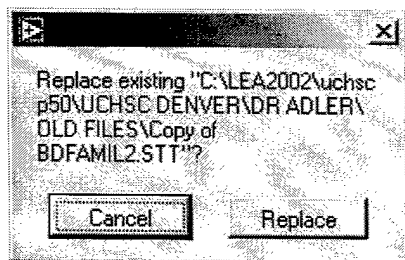 Replace existing "C:\LEA2002\uchsc
p50\UCHSC DENVER\DR ADLER\
OLD FILES\Copy of
BDFAMIL2.STT"?
Cancel
Replace